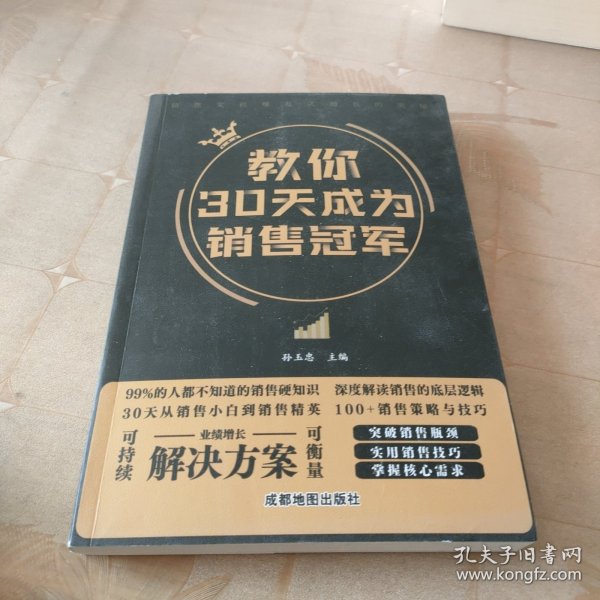 教你
30天成为
销售冠军
孙玉忠 主编
99%的人都不知道的销售硬知识 深度解读销售的底层逻辑
30天从销售小白到销售精英 100+销售策略与技巧
可持续
业绩增长
解决方案
可衡量
突破销售瓶颈
实用销售技巧
掌握核心需求
成都地图出版社
孔夫子旧书网
www.kongfz.com